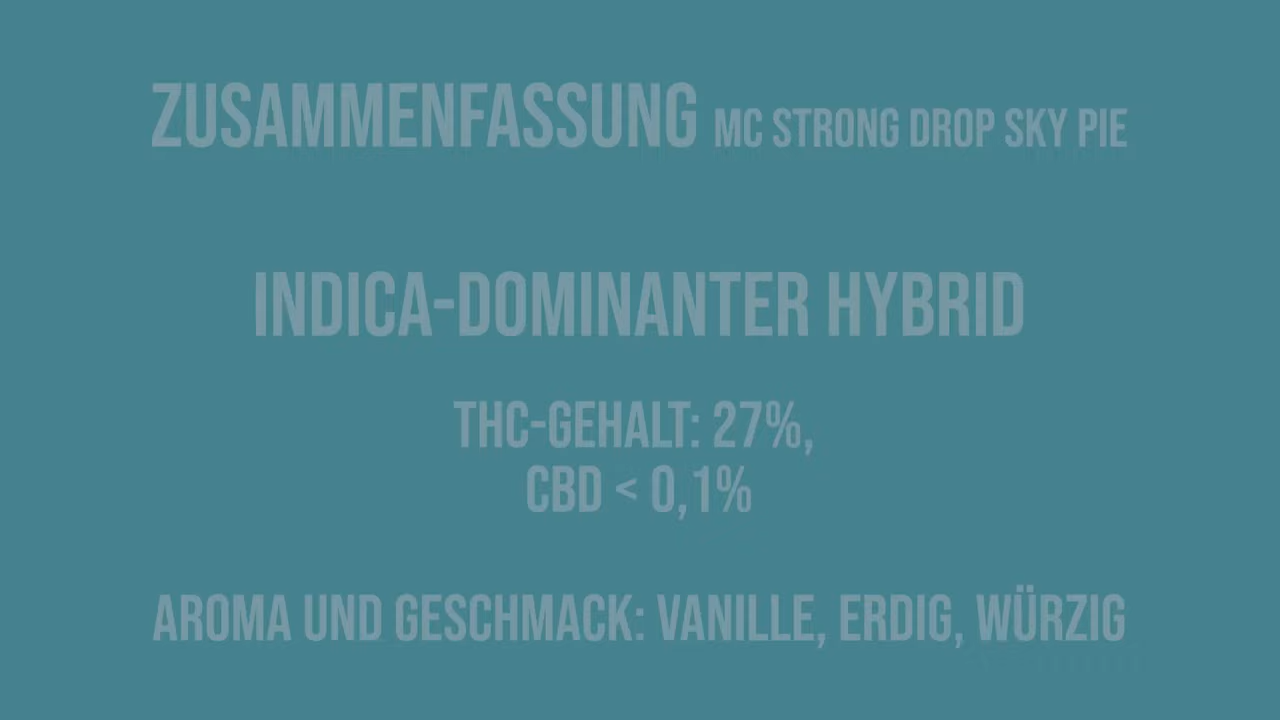 ZUSAMMENFASSUNG MC STRONG DROP SKY PIE
INDICA-DOMINANTER HYBRID
THC-GEHALT: 27%,
CBD < 0,1%
AROMA UND GESCHMACK: VANILLE, ERDIG, WÜRZIG